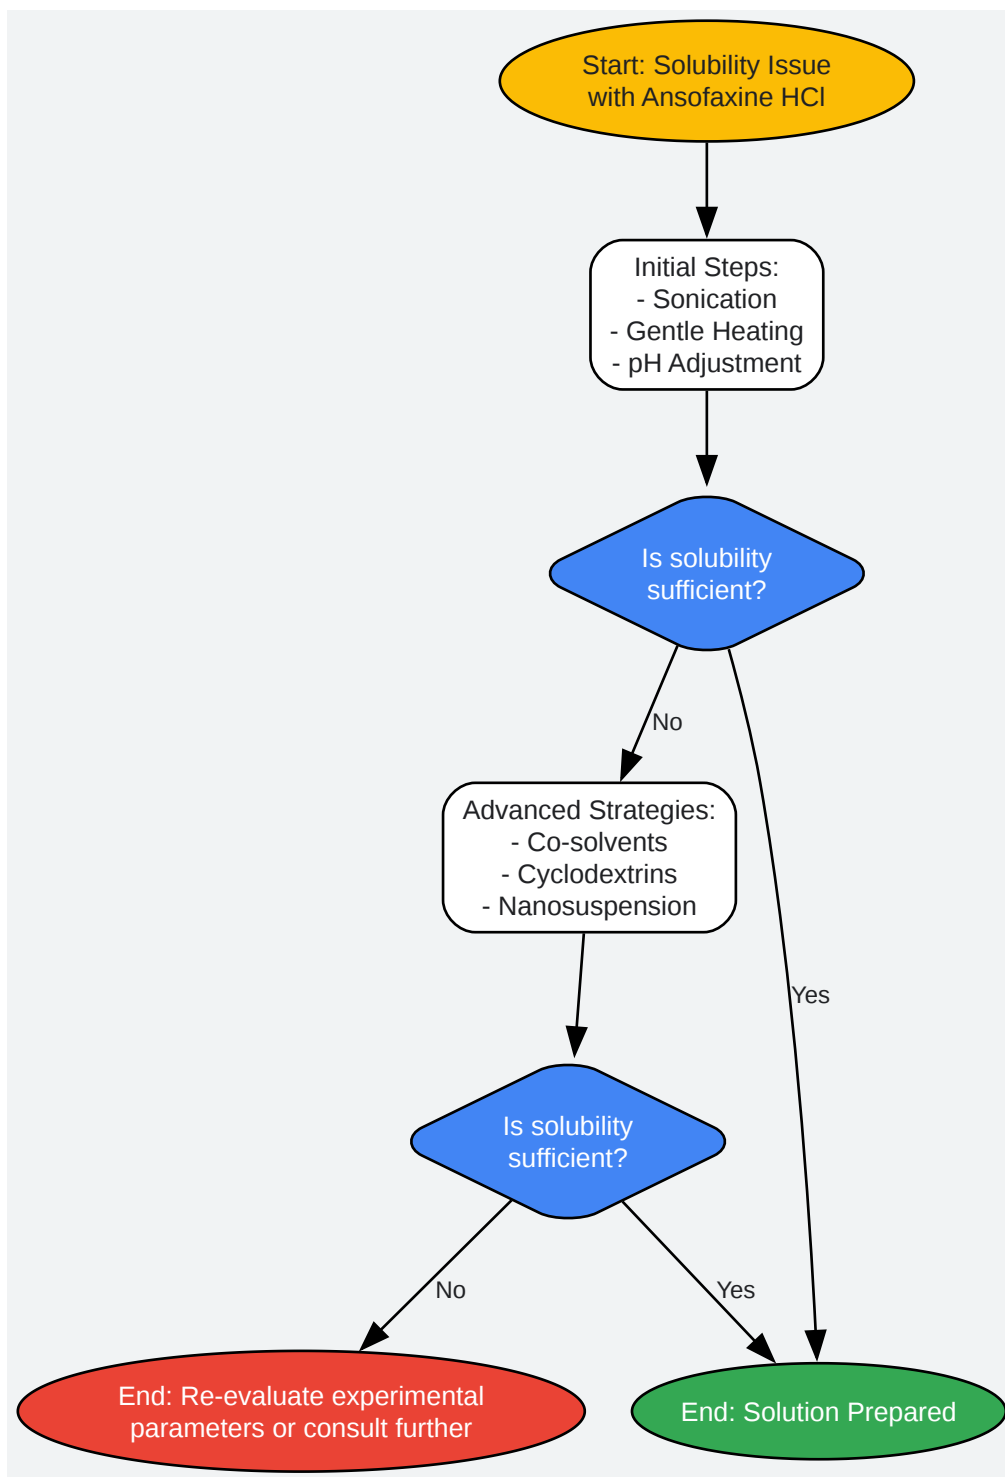 Start: Solubility Issue
with Ansofaxine HCl
Initial Steps:
- Sonication
- Gentle Heating
- pH Adjustment
Is solubility
sufficient?
No
Advanced Strategies:
- Co-solvents
- Cyclodextrins
- Nanosuspension
Yes
Is solubility
sufficient?
No
Yes
End: Re-evaluate experimental
parameters or consult further
End: Solution Prepared